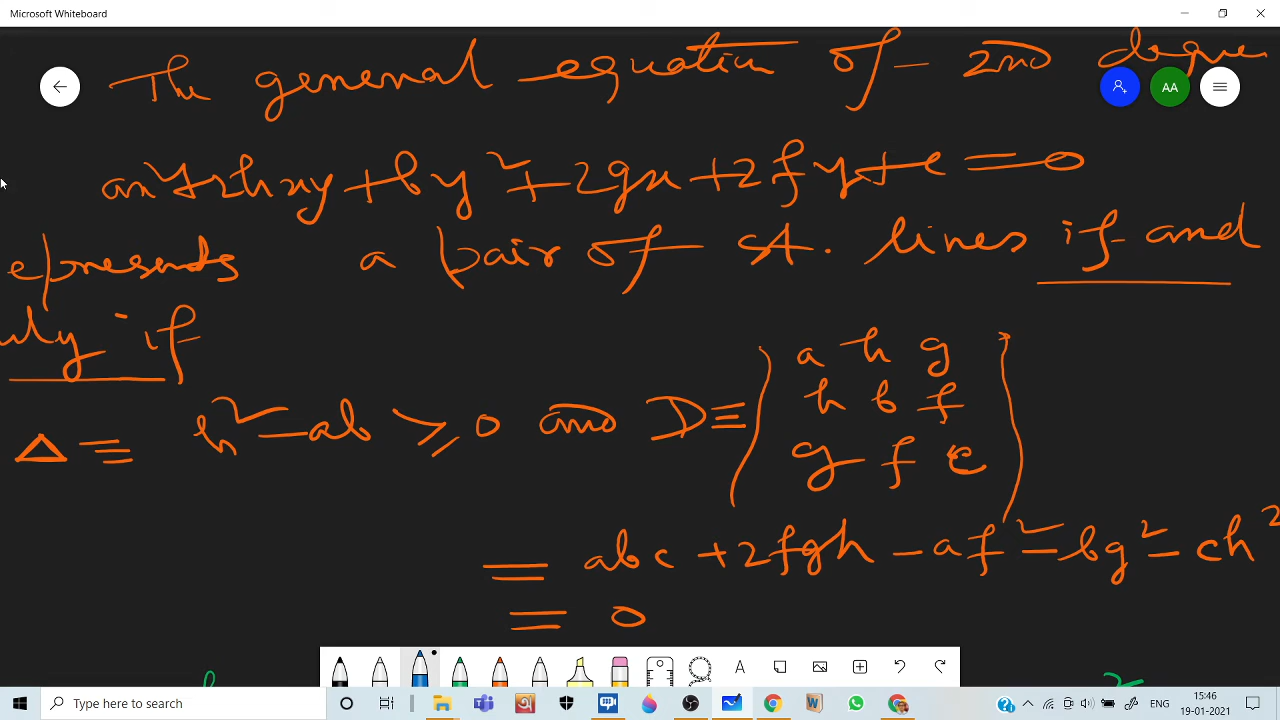 Microsoft Whiteboard
The general equation of 2nd degree
ax²+2hxy+by²+2gx+2fy+c=0
AA
epresents a pair of st. lines if and
nly if
Δ ≡ h²-ab ≥ 0 and D ≡ | a h g
h b f
g f c |
= abc +2fgh -af²-bg²-ch²
= 0
A
Type here to search
ENG
15:46
19-01-2021